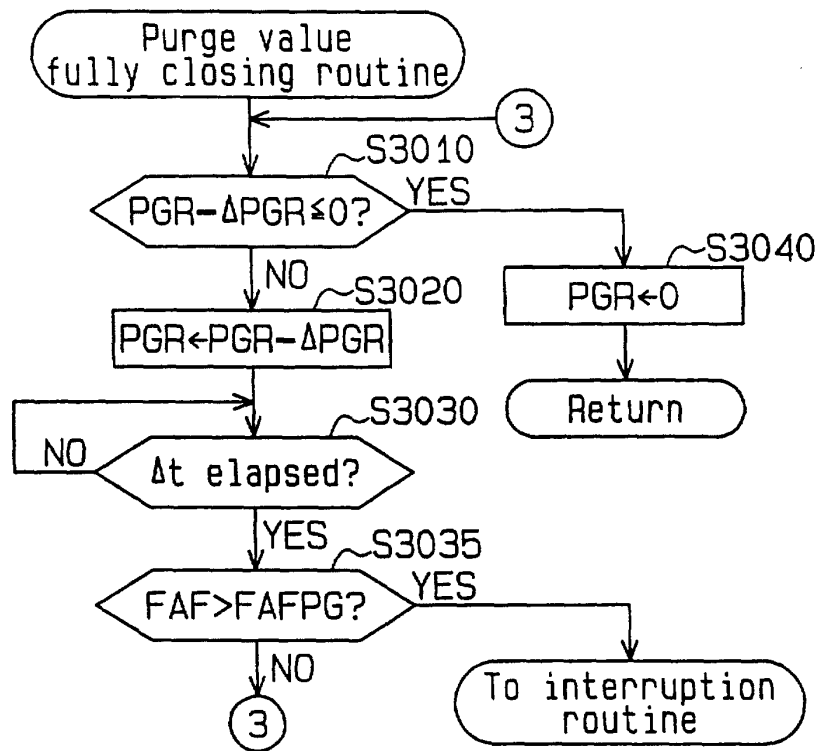 Purge value
fully closing routine
3
S3010
PGR-ΔPGR≦0?
YES
NO
S3040
PGR←0
Return
S3020
PGR←PGR-ΔPGR
S3030
NO
Δt elapsed?
YES
S3035
FAF>FAFPG?
YES
NO
3
To interruption
routine